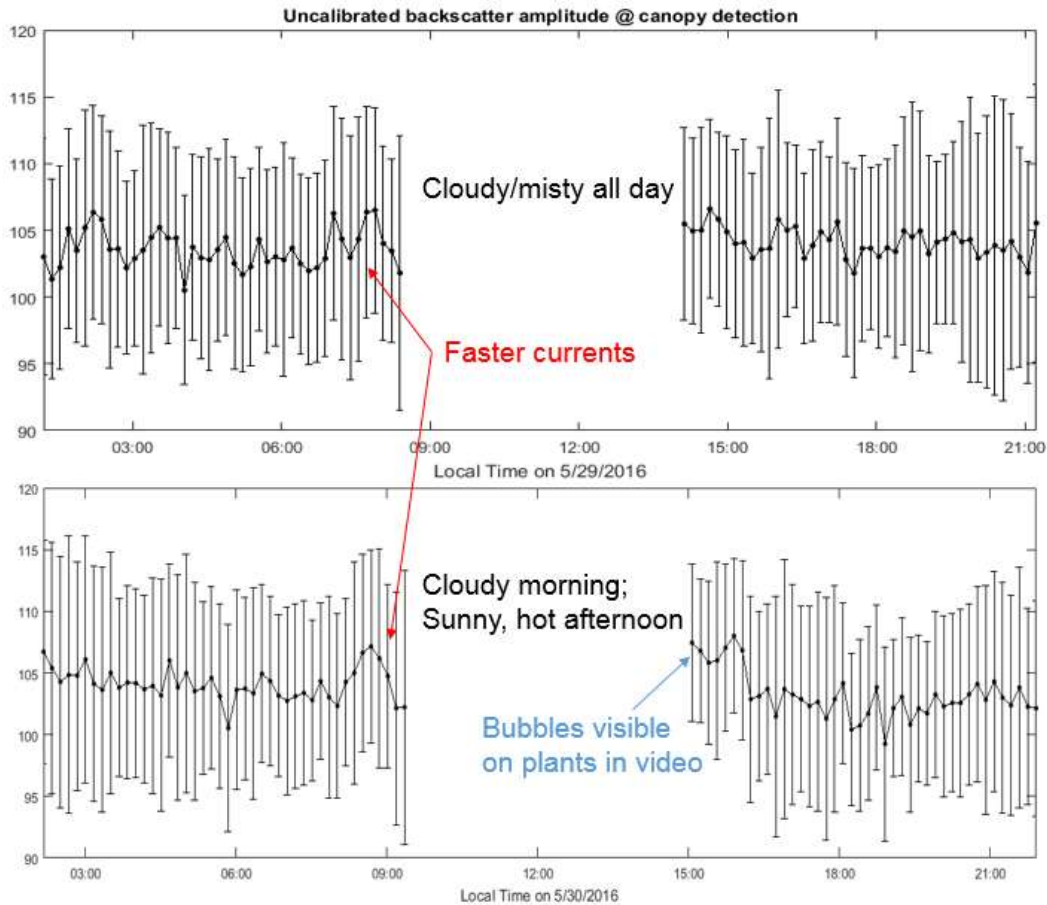 Uncalibrated backscatter amplitude @ canopy detection
120
115
110
105
100
95
90
Cloudy/misty all day
Faster currents
03:00 06:00 09:00 12:00 15:00 18:00 21:00
Local Time on 5/29/2016
120
115
110
105
100
95
90
Cloudy morning;
Sunny, hot afternoon
Bubbles visible
on plants in video
03:00 06:00 09:00 12:00 15:00 18:00 21:00
Local Time on 5/30/2016